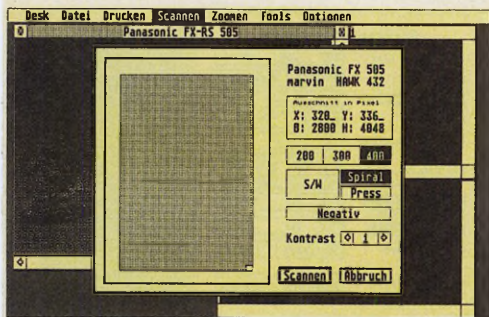 Desk Datei Drucken Scannen Zoomen Tools Optionen
Panasonic FX-RS 505
Panasonic FX 505
marvin HAWK 432
Ausschnitt in Pixel
X: 320_ Y: 336_
B: 2800 H: 4048
200 300 400
S/W Spiral
Press
Negativ
Kontrast 1
Scannen Abbruch